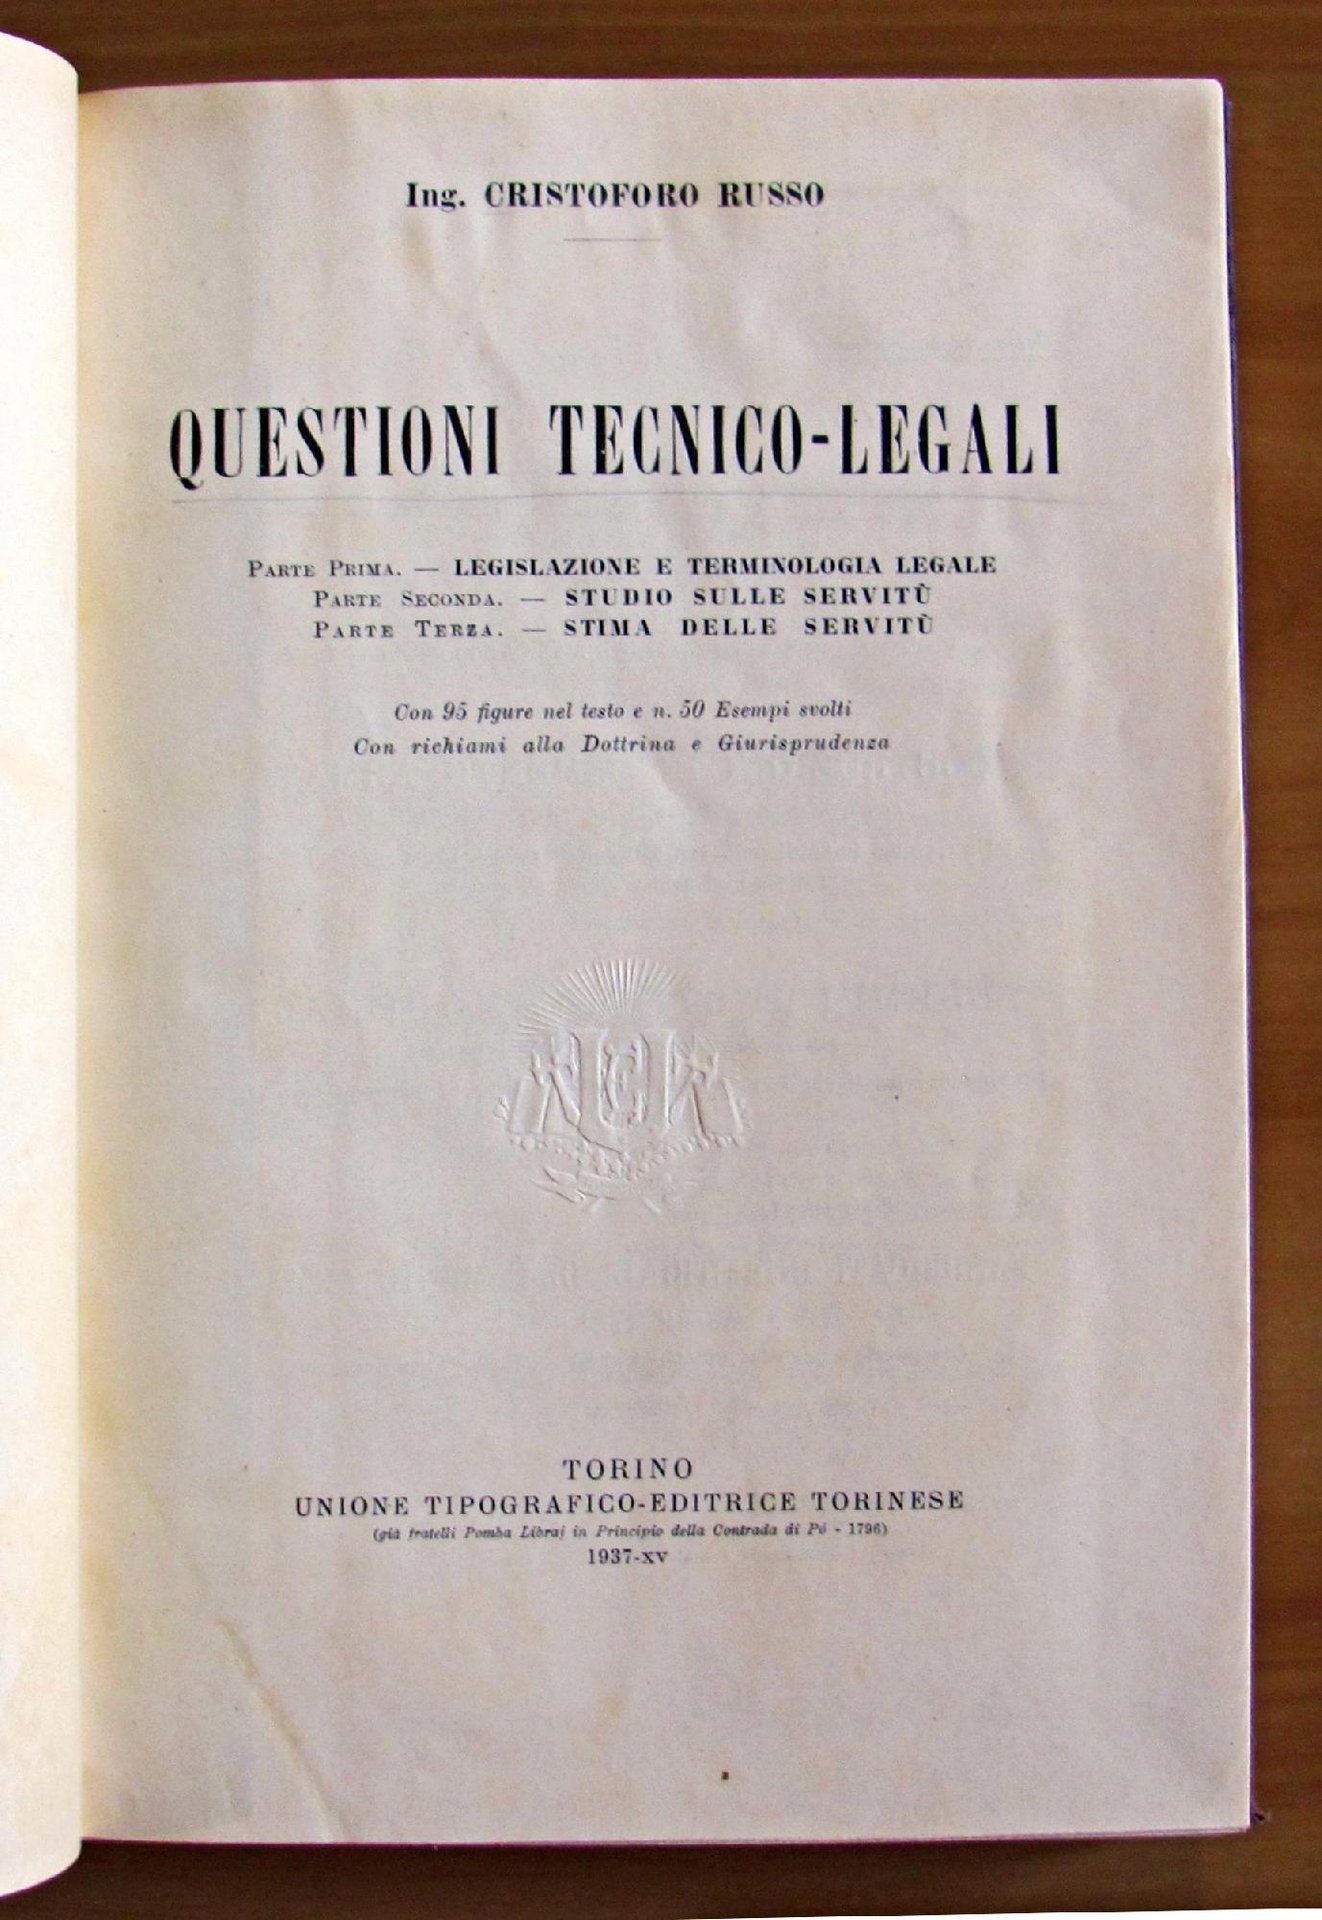 Ing. CRISTOFORO RUSSO
QUESTIONI TECNICO-LEGALI
PARTE PRIMA. — LEGISLAZIONE E TERMINOLOGIA LEGALE
PARTE SECONDA. — STUDIO SULLE SERVITÙ
PARTE TERZA. — STIMA DELLE SERVITÙ
Con 95 figure nel testo e n. 50 Esempi svolti
Con richiami alla Dottrina e Giurisprudenza
TORINO
UNIONE TIPOGRAFICO-EDITRICE TORINESE
(già fratelli Pomba Libraj in Principio della Contrada di Pó - 1796)
1937-XV